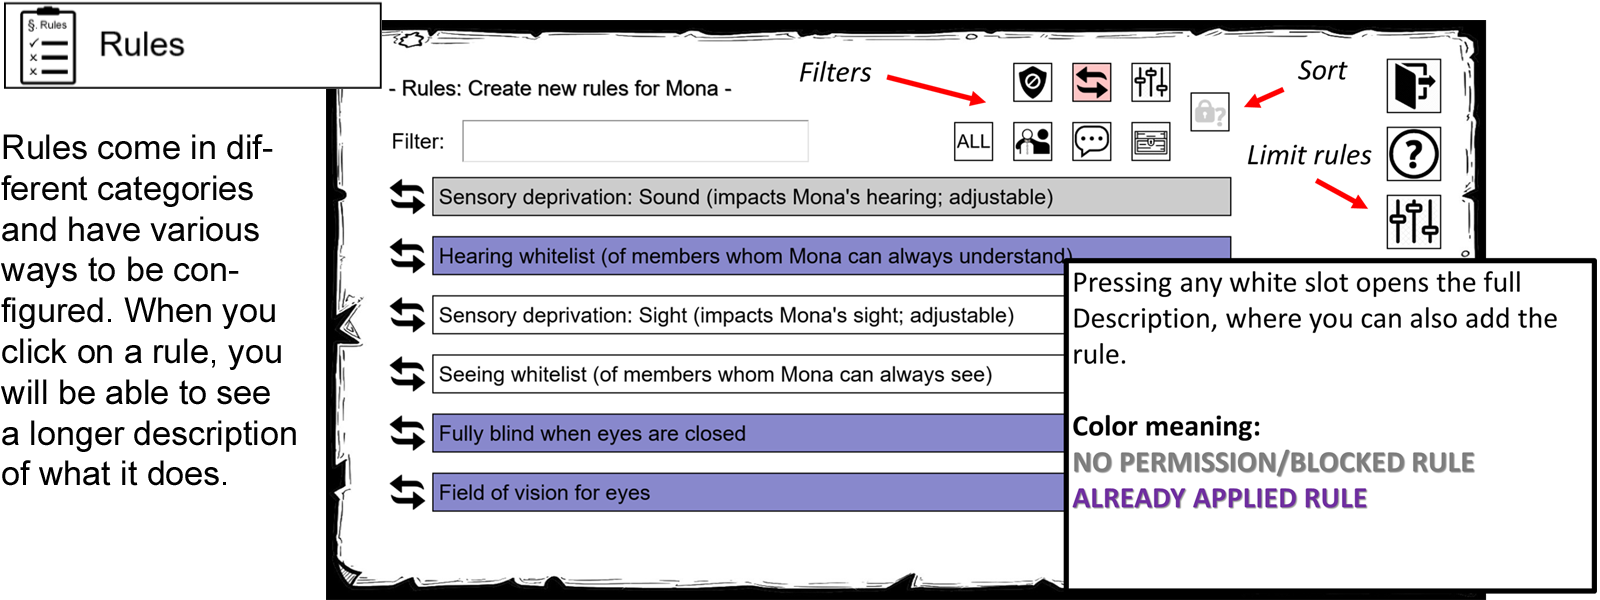 §. Rules
Rules
Rules come in dif-
ferent categories
and have various
ways to be con-
figured. When you
click on a rule, you
will be able to see
a longer description
of what it does.
- Rules: Create new rules for Mona -
Filters
Sort
Filter:
ALL
Limit rules
?
?
Sensory deprivation: Sound (impacts Mona's hearing; adjustable)
Hearing whitelist (of members whom Mona can always understand)
Sensory deprivation: Sight (impacts Mona's sight; adjustable)
Seeing whitelist (of members whom Mona can always see)
Fully blind when eyes are closed
Field of vision for eyes
Pressing any white slot opens the full
Description, where you can also add the
rule.
Color meaning:
NO PERMISSION/BLOCKED RULE
ALREADY APPLIED RULE